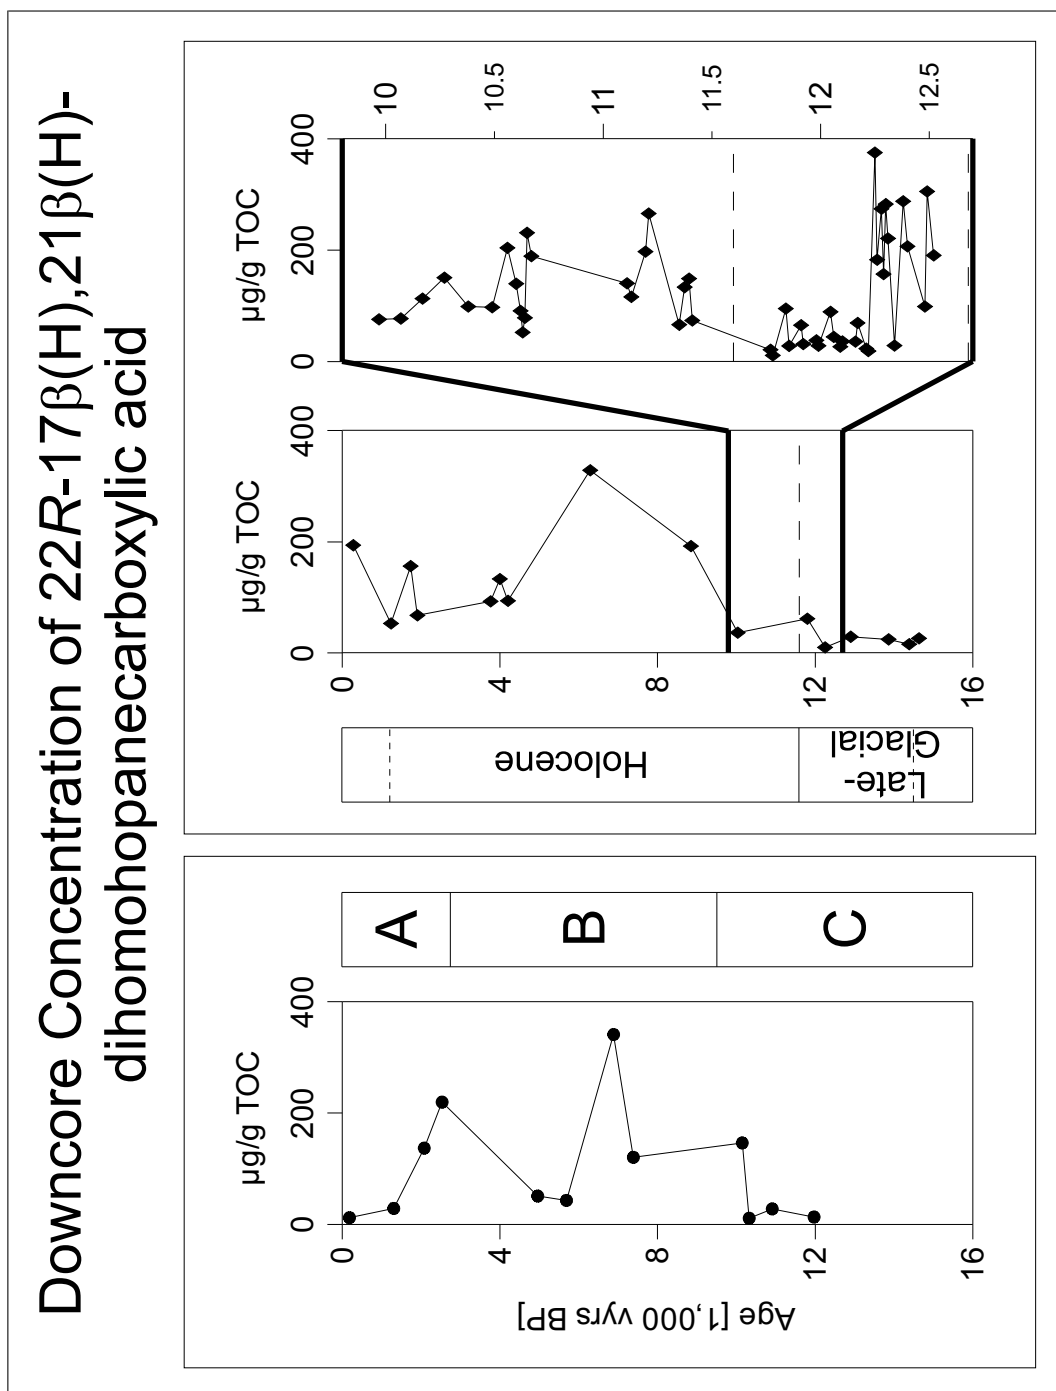 Downcore Concentration of 22R-17β(H),21β(H)-
dihomohopanecarboxylic acid
Age [1,000 vyrs BP]
0
4
8
12
16
µg/g TOC
0
200
400
A
B
C
Holocene
Late-
Glacial
0
4
8
12
16
µg/g TOC
0
200
400
µg/g TOC
0
200
400
10
10.5
11
11.5
12
12.5